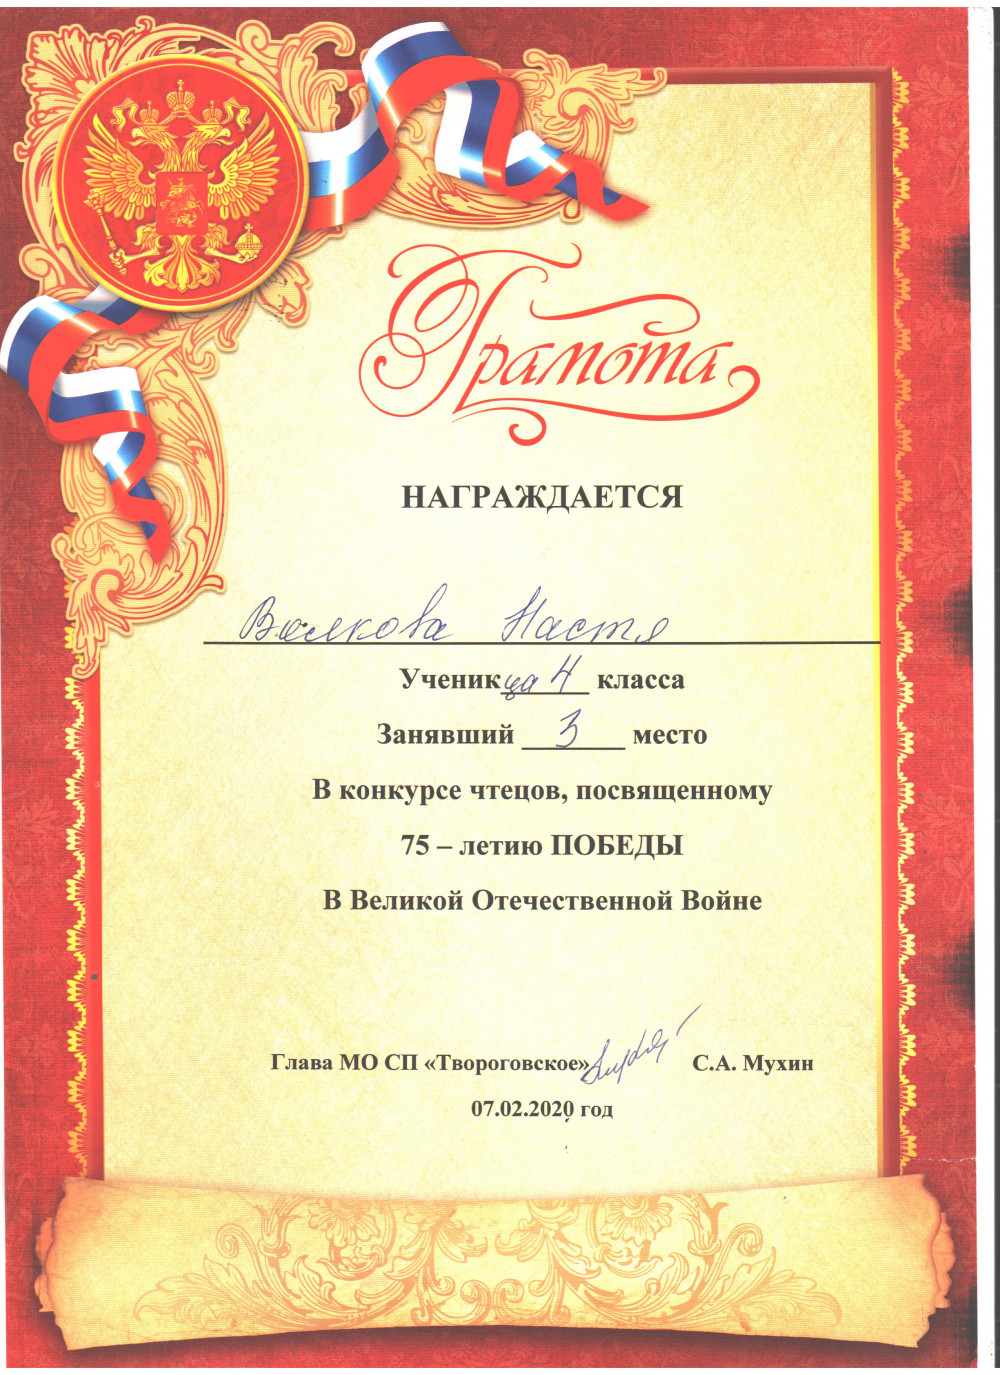 Грамота
НАГРАЖДАЕТСЯ
Волкова Настя
Ученикца 4 класса
Занявший 3 место
В конкурсе чтецов, посвященному
75 – летию ПОБЕДЫ
В Великой Отечественной Войне
Глава МО СП «Твороговское» С.А. Мухин
07.02.2020 год